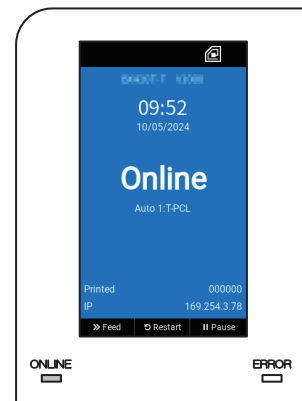 09:52
10/05/2024
Online
Auto 1:T-PCL
Printed 000000
IP 169.254.3.78
Feed Restart Pause
ONLINE ERROR